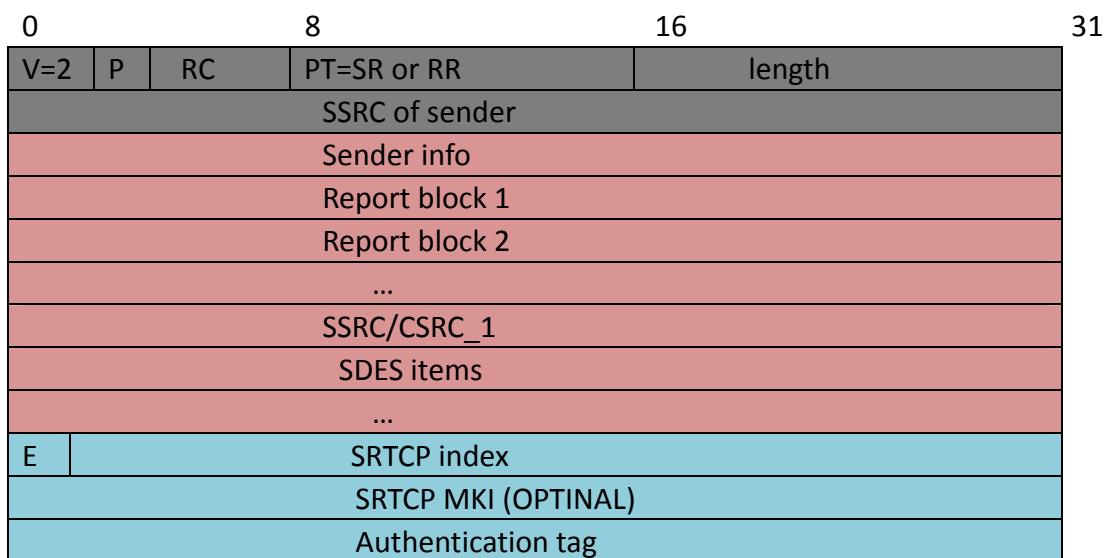 0 8 16 31
V=2 P RC PT=SR or RR length
SSRC of sender
Sender info
Report block 1
Report block 2
...
SSRC/CSRC_1
SDES items
...
E SRTCP index
SRTCP MKI (OPTINAL)
Authentication tag